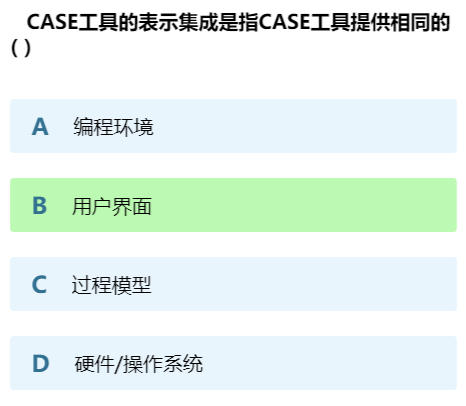 CASE工具的表示集成是指CASE工具提供相同的
( )
A 编程环境
B 用户界面
C 过程模型
D 硬件/操作系统